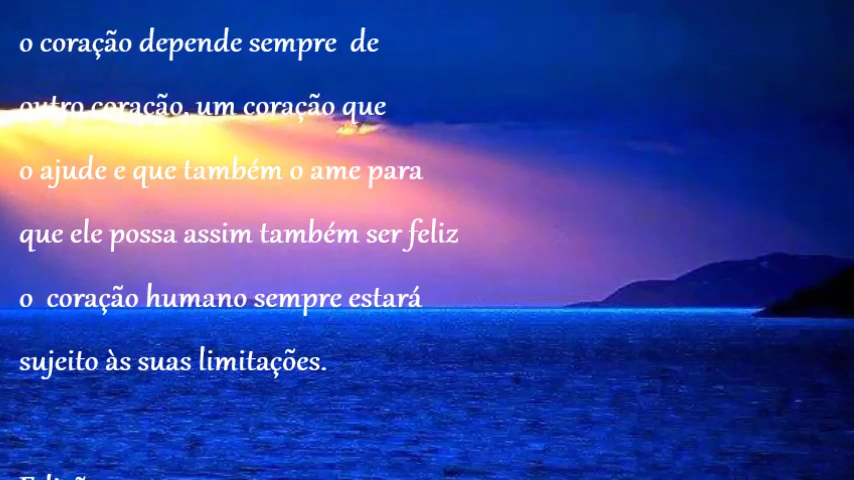 o coração depende sempre de
outro coração, um coração que
o ajude e que também o ame para
que ele possa assim também ser feliz
o coração humano sempre estará
sujeito às suas limitações.